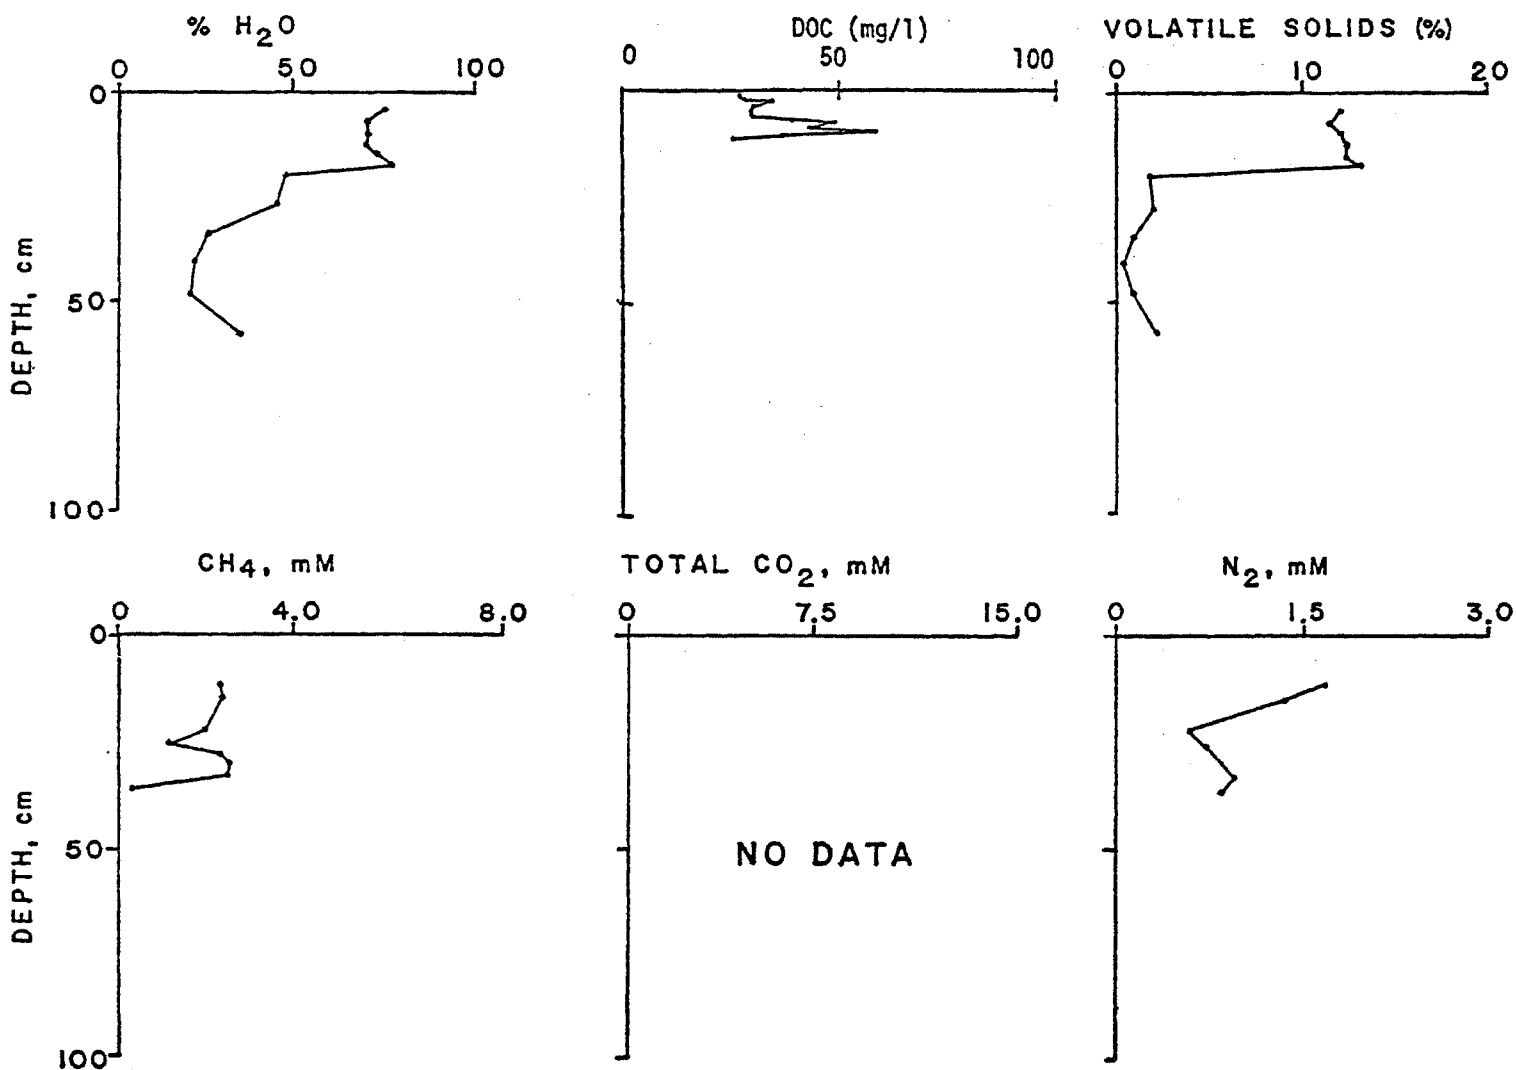 % H2O
DOC (mg/l)
VOLATILE SOLIDS (%)
0 50 100
0 50 100
0 10 20
0
50
100
DEPTH, cm
CH4, mM
TOTAL CO2, mM
N2, mM
0 4.0 8.0
0 7.5 15.0
0 1.5 3.0
0
50
100
DEPTH, cm
NO DATA